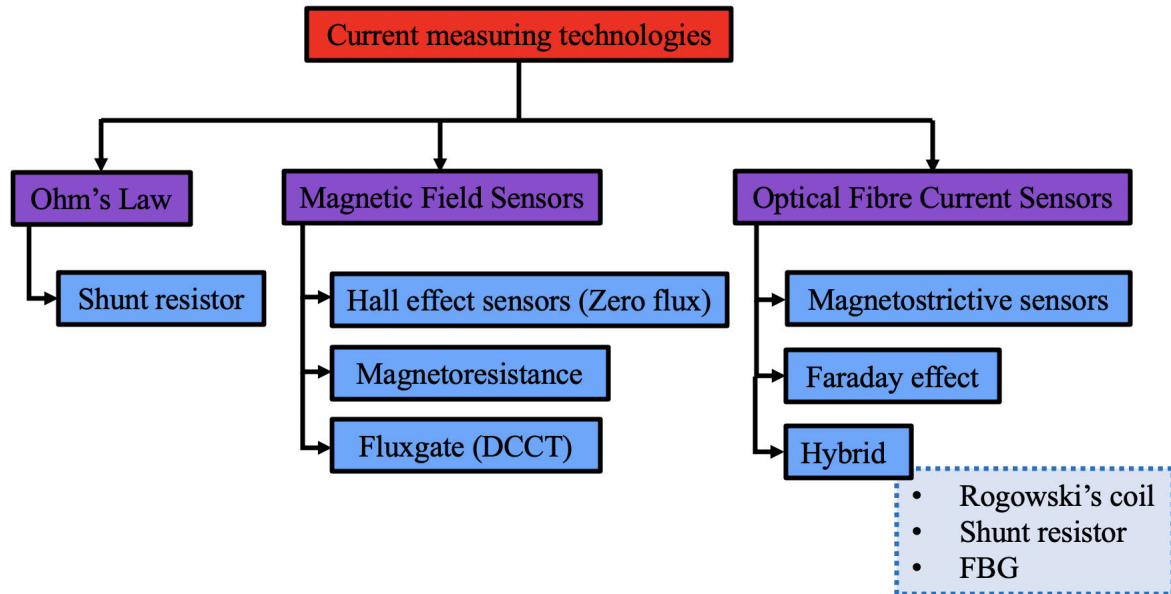 Current measuring technologies
Ohm's Law
Shunt resistor
Magnetic Field Sensors
Hall effect sensors (Zero flux)
Magnetoresistance
Fluxgate (DCCT)
Optical Fibre Current Sensors
Magnetostrictive sensors
Faraday effect
Hybrid
• Rogowski's coil
• Shunt resistor
• FBG